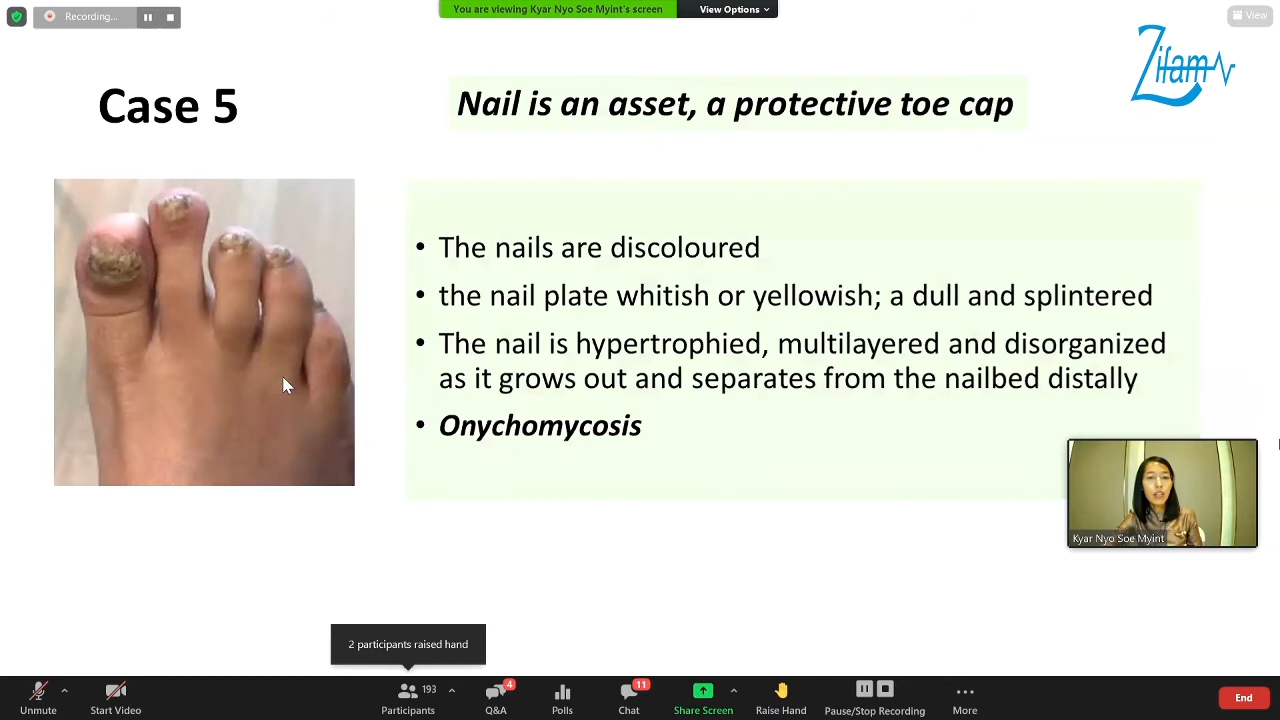 Recording...
You are viewing Kyar Nyo Soe Myint's screen
View Options
View
Zifam
Case 5
Nail is an asset, a protective toe cap
• The nails are discoloured
• the nail plate whitish or yellowish; a dull and splintered
• The nail is hypertrophied, multilayered and disorganized
as it grows out and separates from the nailbed distally
• Onychomycosis
Kyar Nyo Soe Myint
2 participants raised hand
Unmute
Start Video
193
Participants
4
Q&A
Polls
11
Chat
Share Screen
Raise Hand
Pause/Stop Recording
More
End